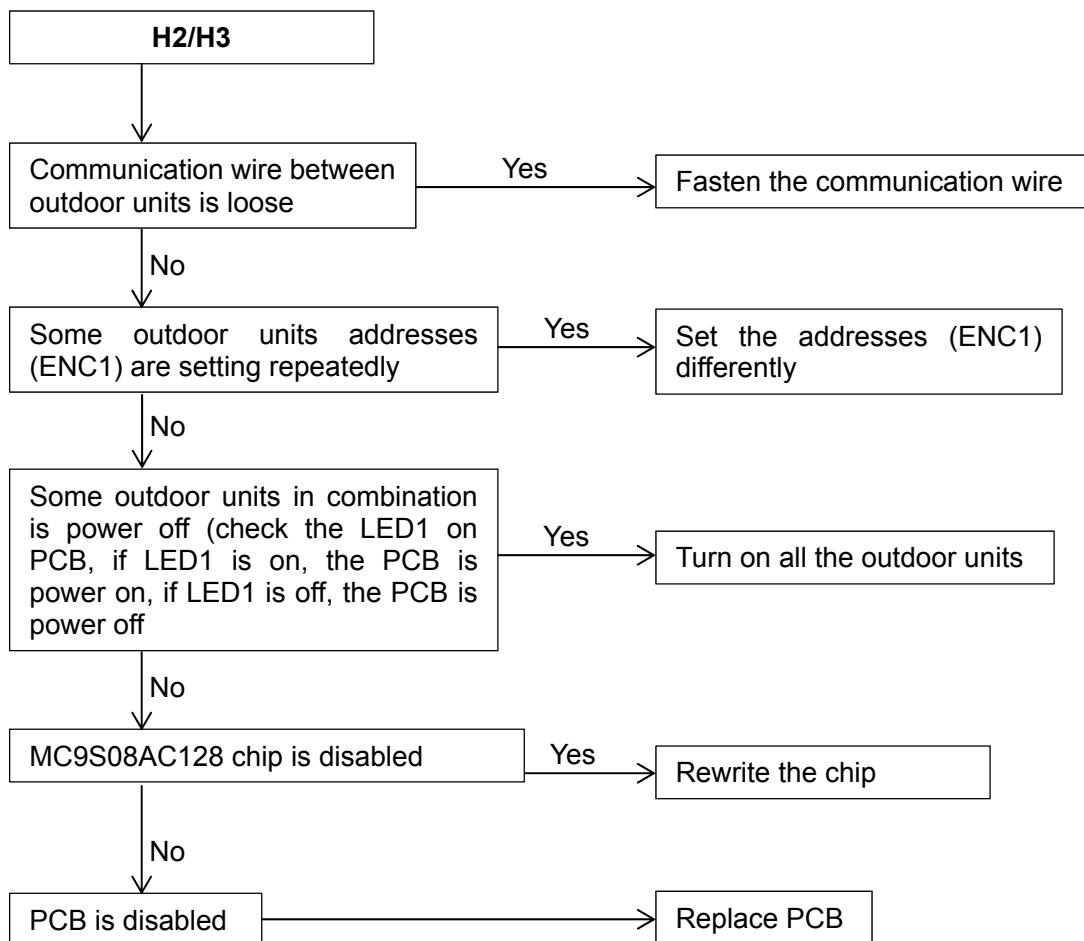 H2/H3
Communication wire between
outdoor units is loose
Yes
Fasten the communication wire
No
Some outdoor units addresses
(ENC1) are setting repeatedly
Yes
Set the addresses (ENC1)
differently
No
Some outdoor units in combination
is power off (check the LED1 on
PCB, if LED1 is on, the PCB is
power on, if LED1 is off, the PCB is
power off
Yes
Turn on all the outdoor units
No
MC9S08AC128 chip is disabled
Yes
Rewrite the chip
No
PCB is disabled
Replace PCB